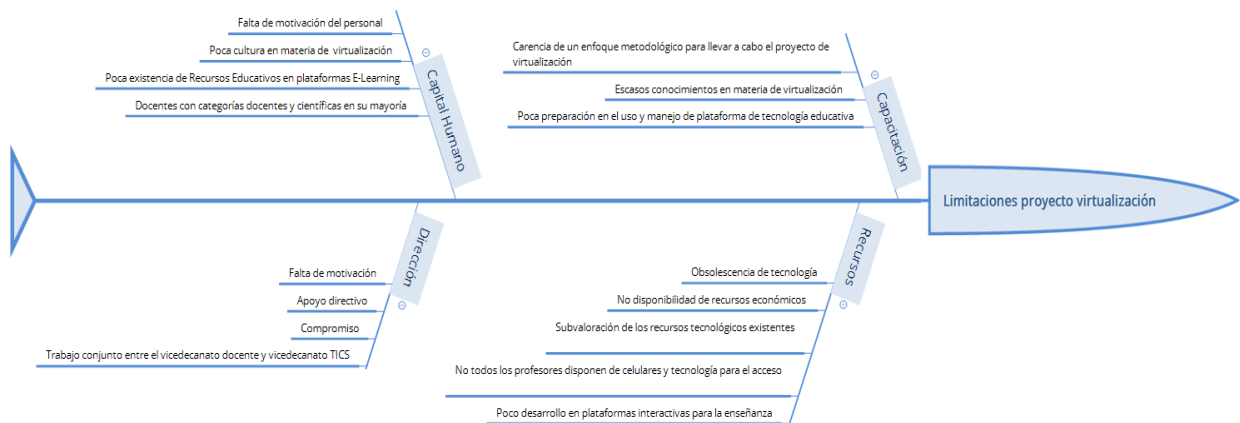 Falta de motivación del personal
Poca cultura en materia de virtualización
Poca existencia de Recursos Educativos en plataformas E-Learning
Docentes con categorías docentes y científicas en su mayoría
Capital Humano
Carencia de un enfoque metodológico para llevar a cabo el proyecto de
virtualización
Escasos conocimientos en materia de virtualización
Poca preparación en el uso y manejo de plataforma de tecnología educativa
Capacitación
Limitaciones proyecto virtualización
Dirección
Falta de motivación
Apoyo directivo
Compromiso
Trabajo conjunto entre el vicedecanato docente y vicedecanato TICS
Recursos
Obsolescencia de tecnología
No disponibilidad de recursos económicos
Subvaloración de los recursos tecnológicos existentes
No todos los profesores disponen de celulares y tecnología para el acceso
Poco desarrollo en plataformas interactivas para la enseñanza